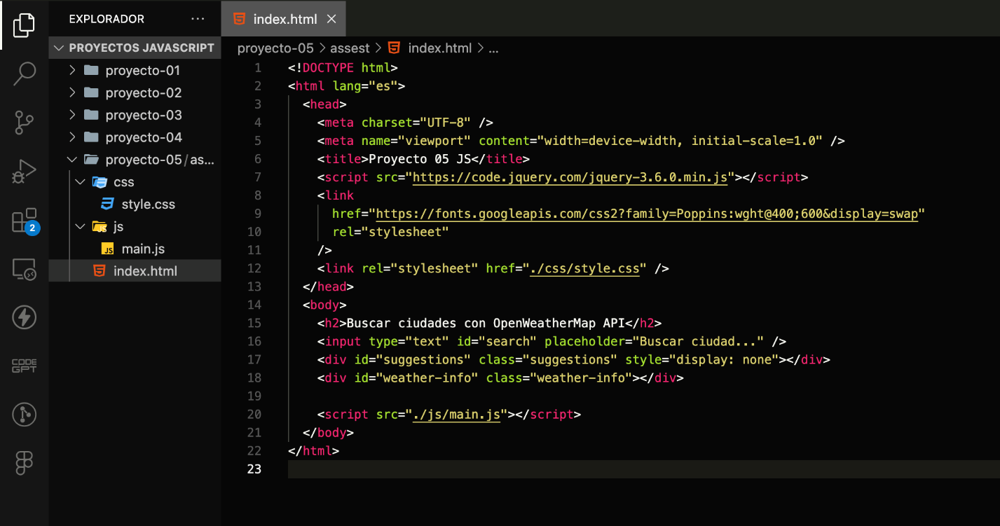 EXPLORADOR ...
PROYECTOS JAVASCRIPT
proyecto-01
proyecto-02
proyecto-03
proyecto-04
proyecto-05/as...
css
style.css
js
JS main.js
index.html
2
CODE
GPT
index.html
proyecto-05 > assest > index.html > ...
1 <!DOCTYPE html>
2 <html lang="es">
3 <head>
4 <meta charset="UTF-8" />
5 <meta name="viewport" content="width=device-width, initial-scale=1.0" />
6 <title>Proyecto 05 JS</title>
7 <script src="https://code.jquery.com/jquery-3.6.0.min.js"></script>
8 <link
9 href="https://fonts.googleapis.com/css2?family=Poppins:wght@400;600&display=swap"
10 rel="stylesheet"
11 />
12 <link rel="stylesheet" href="./css/style.css" />
13 </head>
14 <body>
15 <h2>Buscar ciudades con OpenWeatherMap API</h2>
16 <input type="text" id="search" placeholder="Buscar ciudad..." />
17 <div id="suggestions" class="suggestions" style="display: none"></div>
18 <div id="weather-info" class="weather-info"></div>
19
20 <script src="./js/main.js"></script>
21 </body>
22 </html>
23